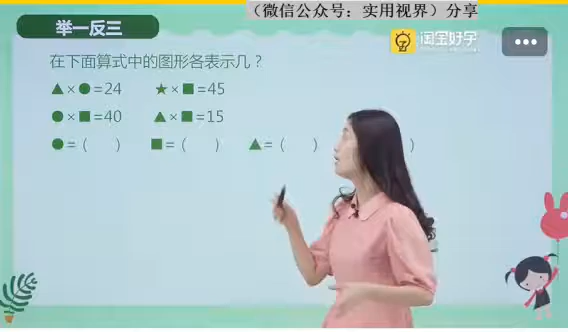 （微信公众号：实用视界）分享
举一反三
淘宝好学
•••
在下面算式中的图形各表示几？
▲×●=24 ★×■=45
●×■=40 ▲×■=15
●=（ ） ■=（ ） ▲=（ ） ）